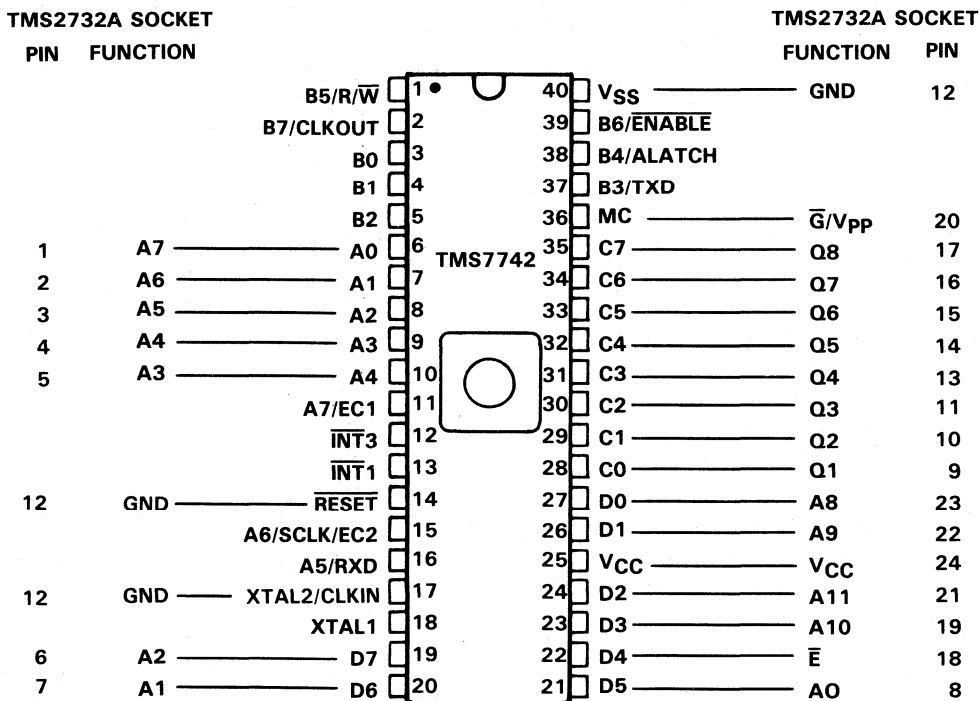 TMS2732A SOCKET TMS2732A SOCKET
PIN FUNCTION FUNCTION PIN
B5/R/W̅ 1 40 VSS GND 12
B7/CLKOUT 2 39 B6/E̅N̅A̅B̅L̅E̅
B0 3 38 B4/ALATCH
B1 4 37 B3/TXD
B2 5 36 MC G̅/VPP 20
1 A7 A0 6 35 C7 Q8 17
TMS7742
2 A6 A1 7 34 C6 Q7 16
3 A5 A2 8 33 C5 Q6 15
4 A4 A3 9 32 C4 Q5 14
5 A3 A4 10 31 C3 Q4 13
A7/EC1 11 30 C2 Q3 11
I̅N̅T̅3 12 29 C1 Q2 10
I̅N̅T̅1 13 28 C0 Q1 9
12 GND R̅E̅S̅E̅T̅ 14 27 D0 A8 23
A6/SCLK/EC2 15 26 D1 A9 22
A5/RXD 16 25 VCC VCC 24
12 GND XTAL2/CLKIN 17 24 D2 A11 21
XTAL1 18 23 D3 A10 19
6 A2 D7 19 22 D4 E̅ 18
7 A1 D6 20 21 D5 A0 8